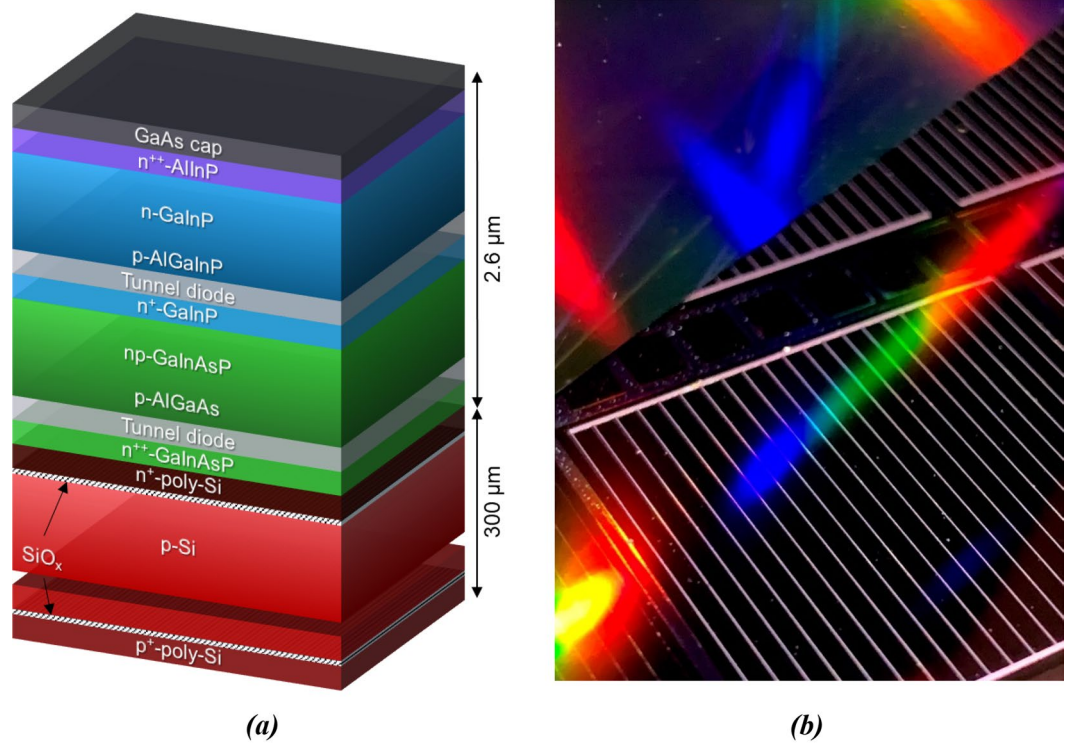 GaAs cap
n⁺⁺-AlInP
n-GaInP
p-AlGaInP
Tunnel diode
n⁺-GaInP
np-GaInAsP
p-AlGaAs
Tunnel diode
n⁺⁺-GaInAsP
n⁺-poly-Si
p-Si
SiOₓ
p⁺-poly-Si
2.6 µm
300 µm
(a)
(b)